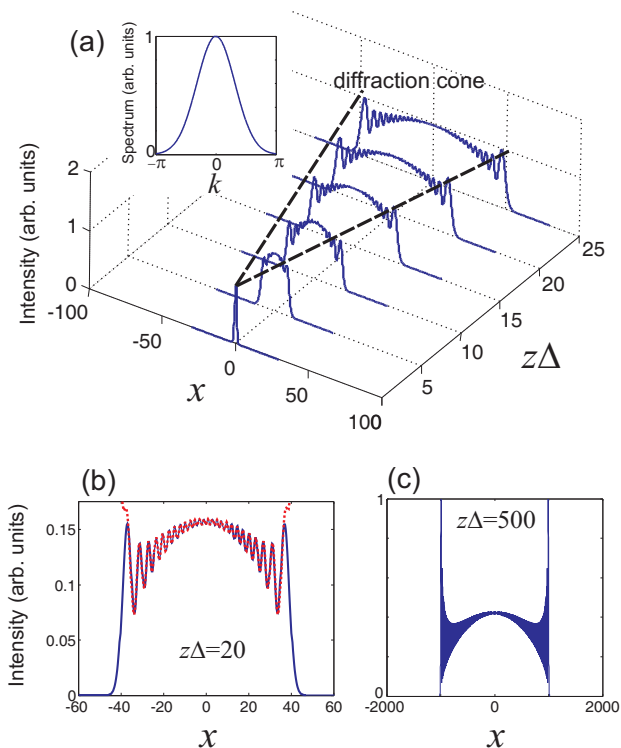 (a)
Spectrum (arb. units)
1
0
−π
0
π
k
diffraction cone
Intensity (arb. units)
2
1
0
-100
-50
0
50
100
x
5
10
15
20
25
zΔ
(b)
Intensity (arb. units)
0.15
0.1
0.05
0
-60
-40
-20
0
20
40
60
x
zΔ=20
(c)
1
0
zΔ=500
-2000
0
2000
x